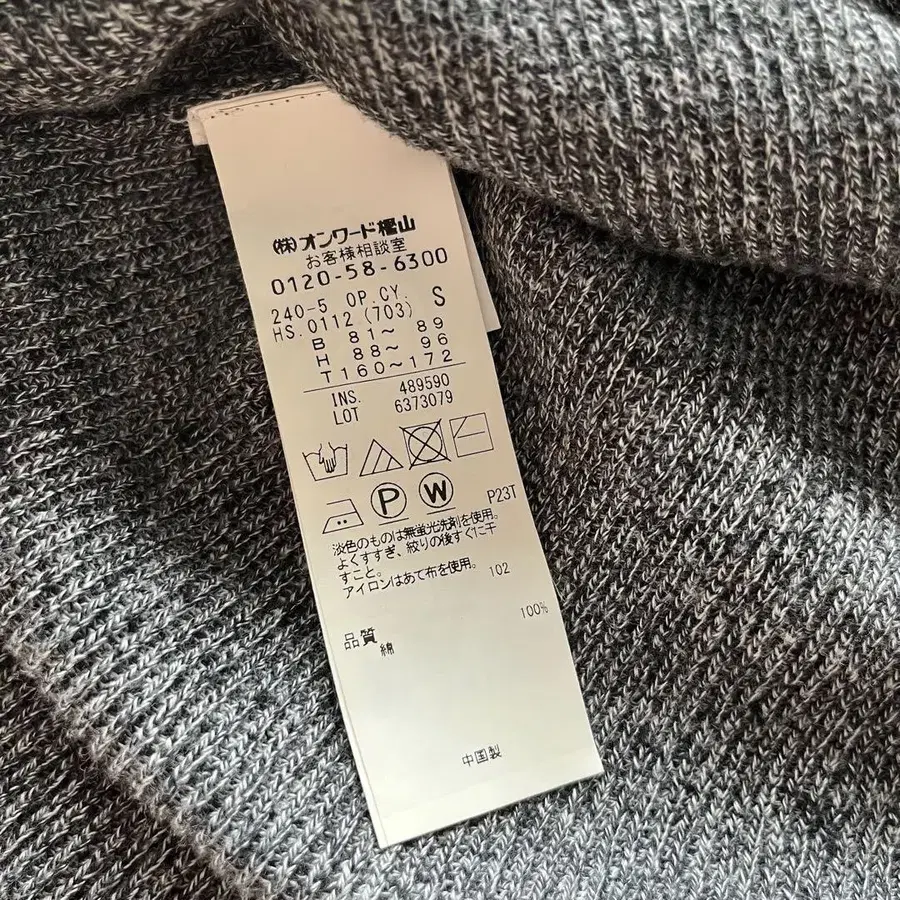 (株)オンワード樫山
お客様相談室
0120-58-6300
240-5 OP.CY.
HS.0112 (703) S
B 81〜 89
H 88〜 96
T160〜172
INS. 489590
LOT 6373079
P W P23T
淡色のものは無蛍光洗剤を使用。
よくすすぎ、絞りの後すぐに干
すこと。
アイロンはあて布を使用。 102
100%
品質 綿
中国製